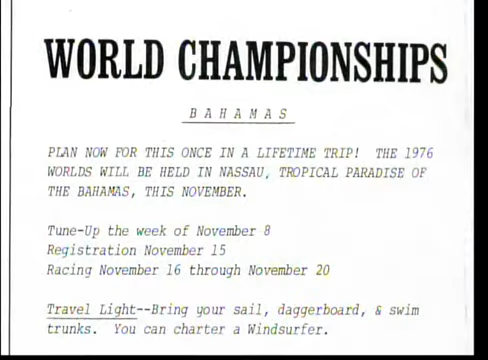 WORLD CHAMPIONSHIPS
BAHAMAS
PLAN NOW FOR THIS ONCE IN A LIFETIME TRIP! THE 1976
WORLDS WILL BE HELD IN NASSAU, TROPICAL PARADISE OF
THE BAHAMAS, THIS NOVEMBER.
Tune-Up the week of November 8
Registration November 15
Racing November 16 through November 20
Travel Light--Bring your sail, daggerboard, & swim
trunks. You can charter a Windsurfer.